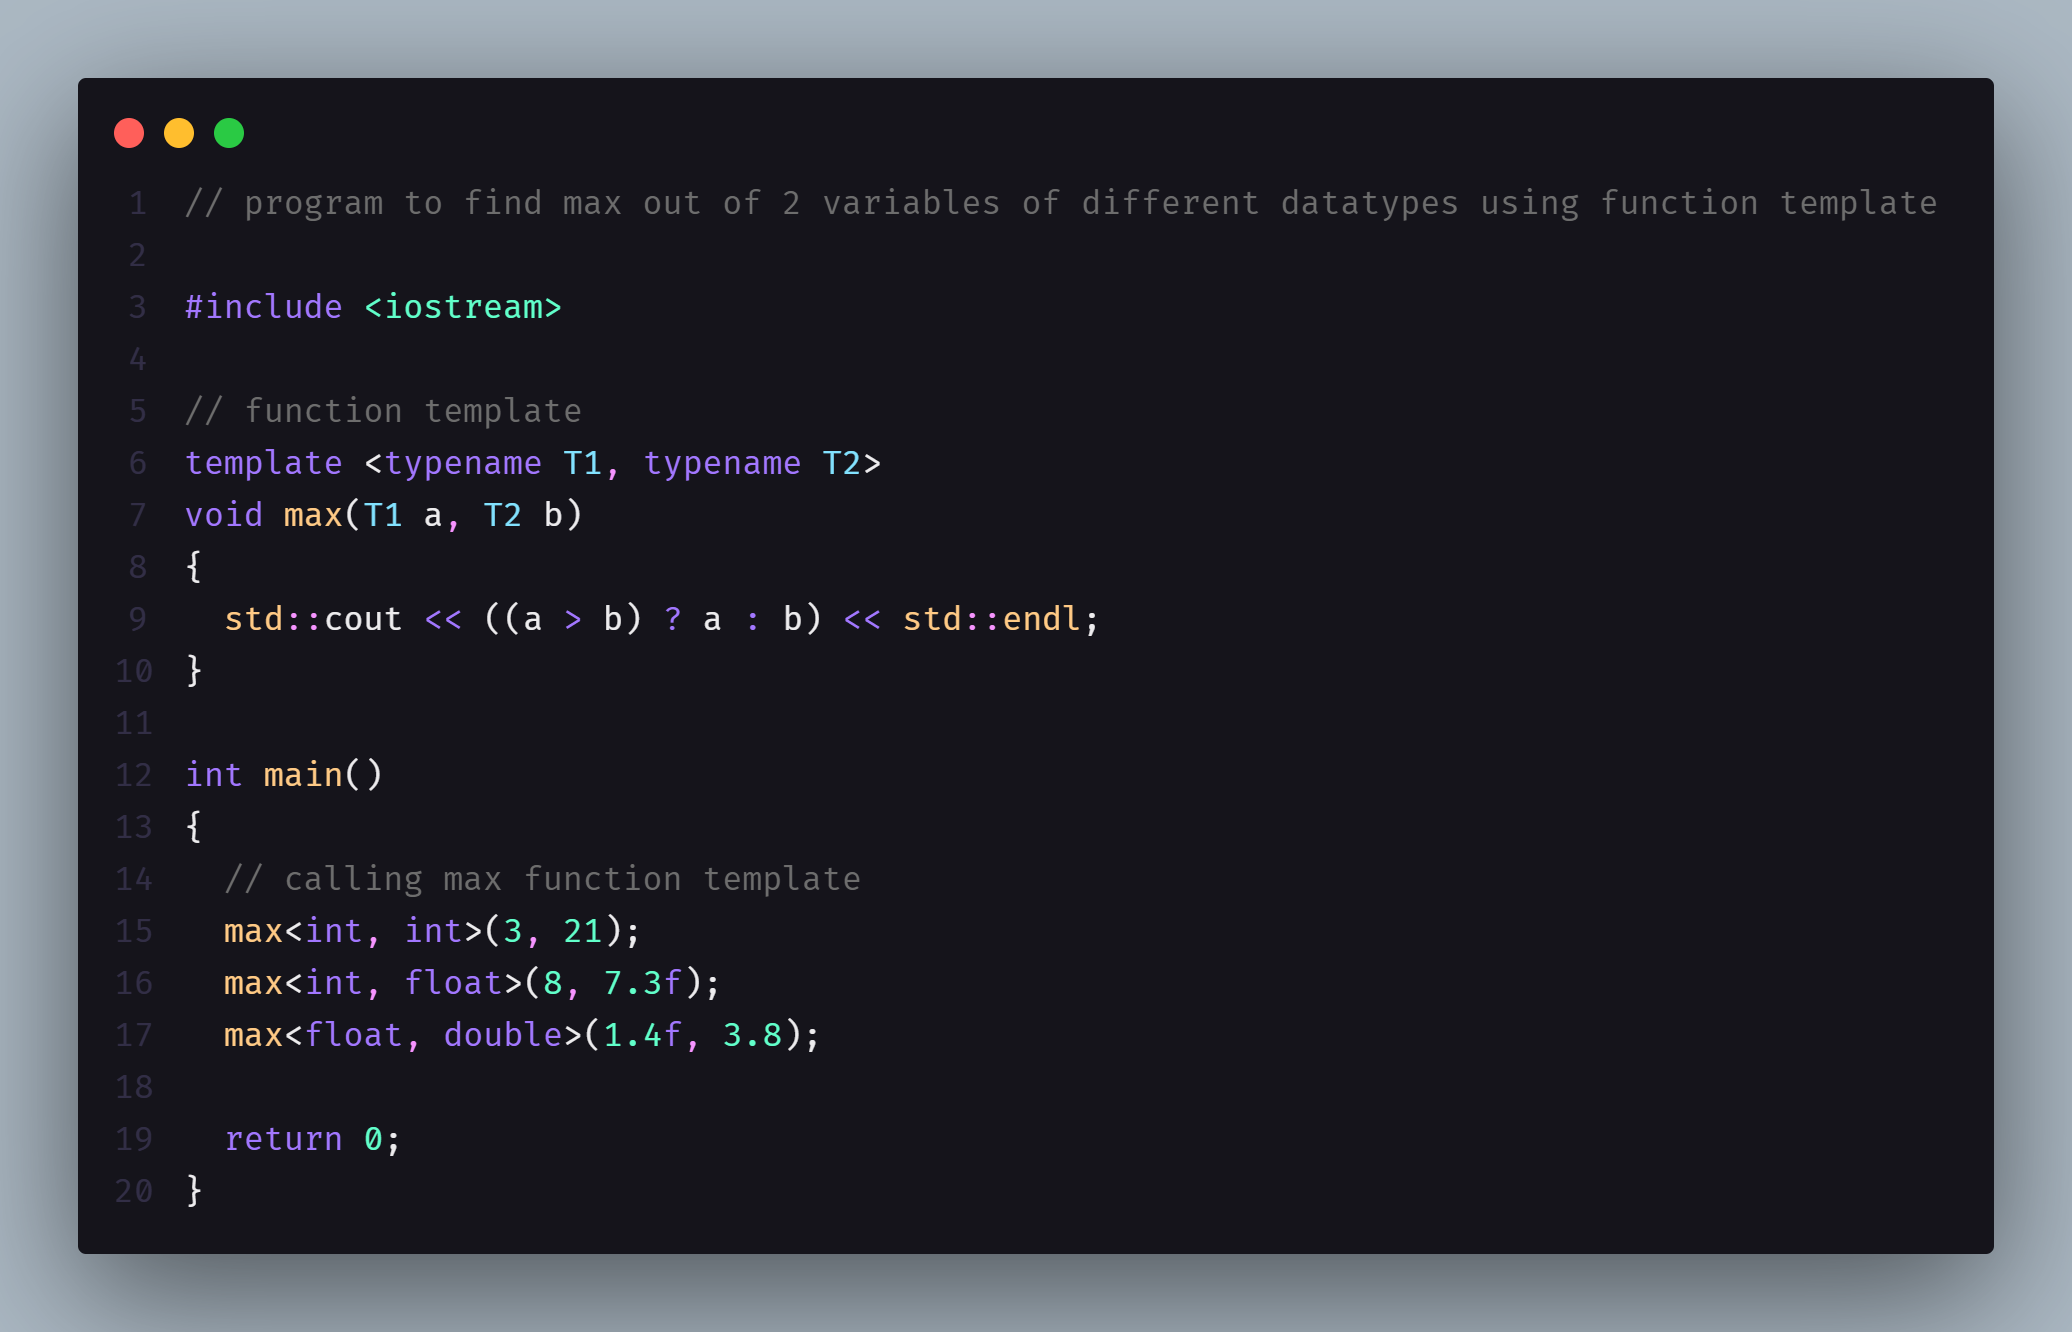 1 // program to find max out of 2 variables of different datatypes using function template
2
3 #include <iostream>
4
5 // function template
6 template <typename T1, typename T2>
7 void max(T1 a, T2 b)
8 {
9   std::cout << ((a > b) ? a : b) << std::endl;
10 }
11
12 int main()
13 {
14   // calling max function template
15   max<int, int>(3, 21);
16   max<int, float>(8, 7.3f);
17   max<float, double>(1.4f, 3.8);
18
19   return 0;
20 }